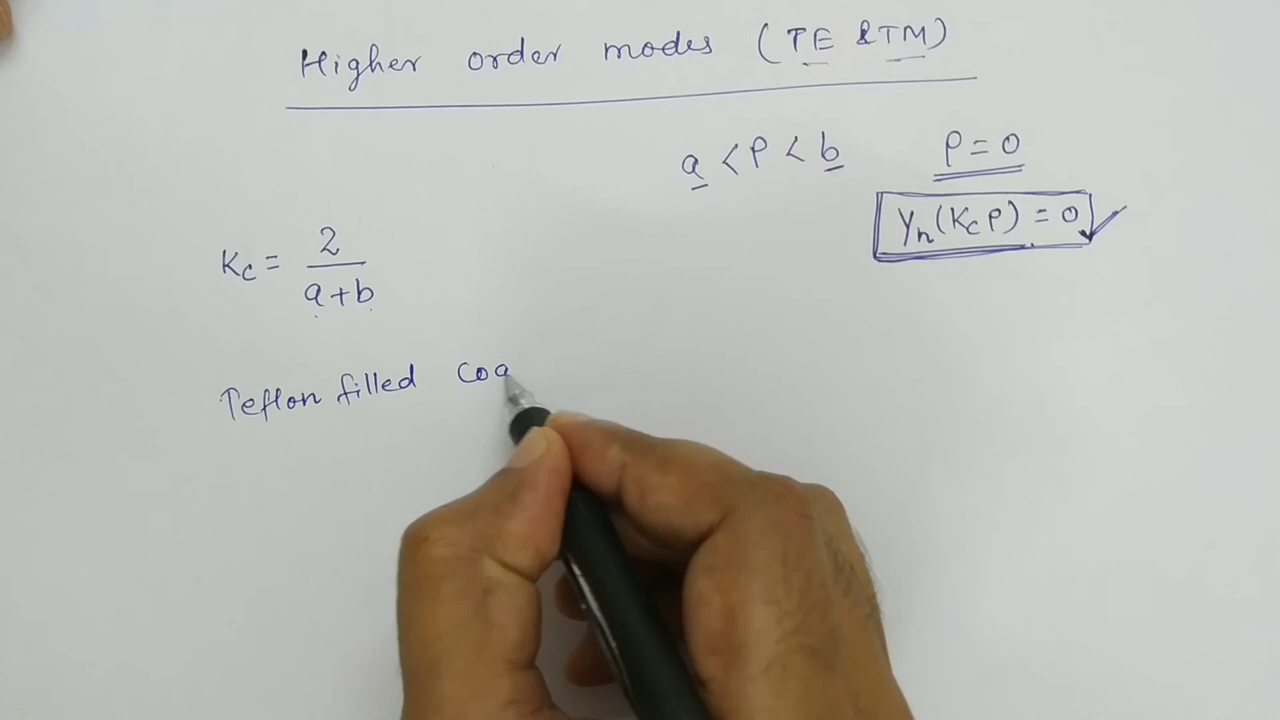 Higher order modes (TE & TM)
a < ρ < b ρ = 0
Yn(Kcρ) = 0
Kc = 2 / a+b
Teflon filled Coa